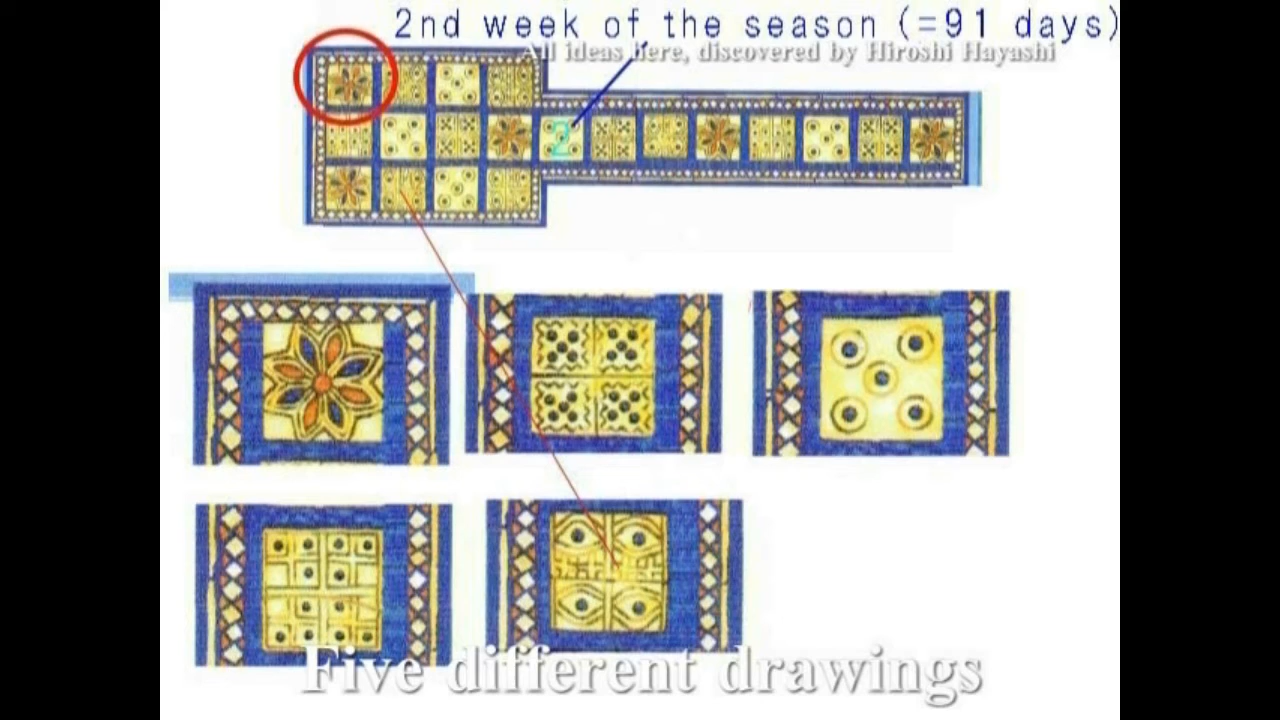 2nd week of the season (=91 days)
All ideas here, discovered by Hiroshi Hayashi
2
Five different drawings